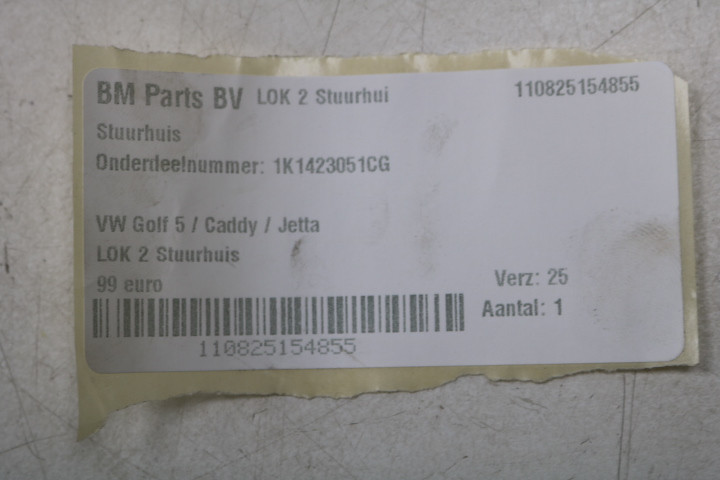 BM Parts BV LOK 2 Stuurhui 110825154855
Stuurhuis
Onderdeelnummer: 1K1423051CG
VW Golf 5 / Caddy / Jetta
LOK 2 Stuurhuis
99 euro
Verz: 25
Aantal: 1
110825154855